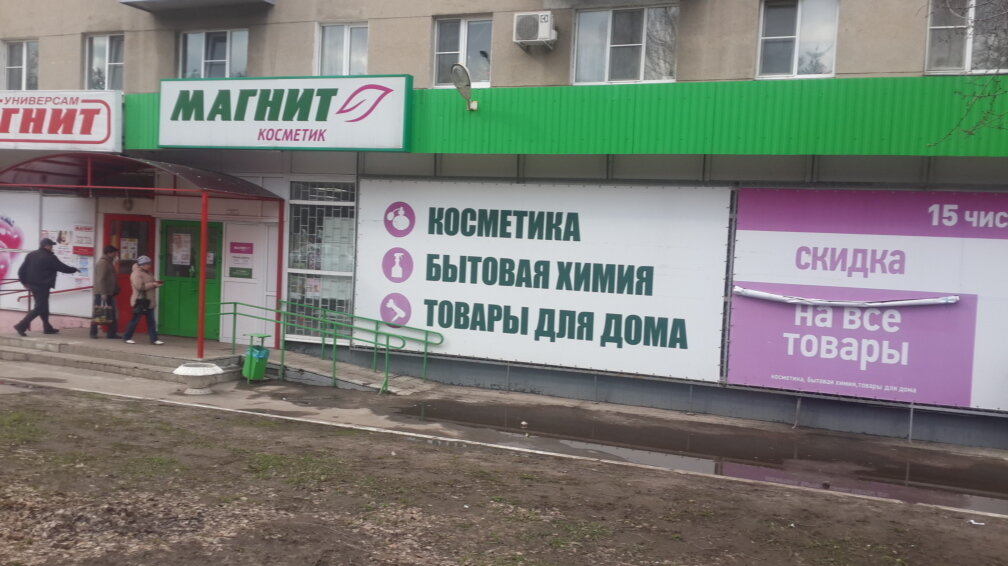 УНИВЕРСАМ
ГНИТ
МАГНИТ
КОСМЕТИК
МАГНИТ
КОСМЕТИКА
БЫТОВАЯ ХИМИЯ
ТОВАРЫ ДЛЯ ДОМА
15 чис
СКИДКА
на все
товары
косметика, бытовая химия, товары для дома